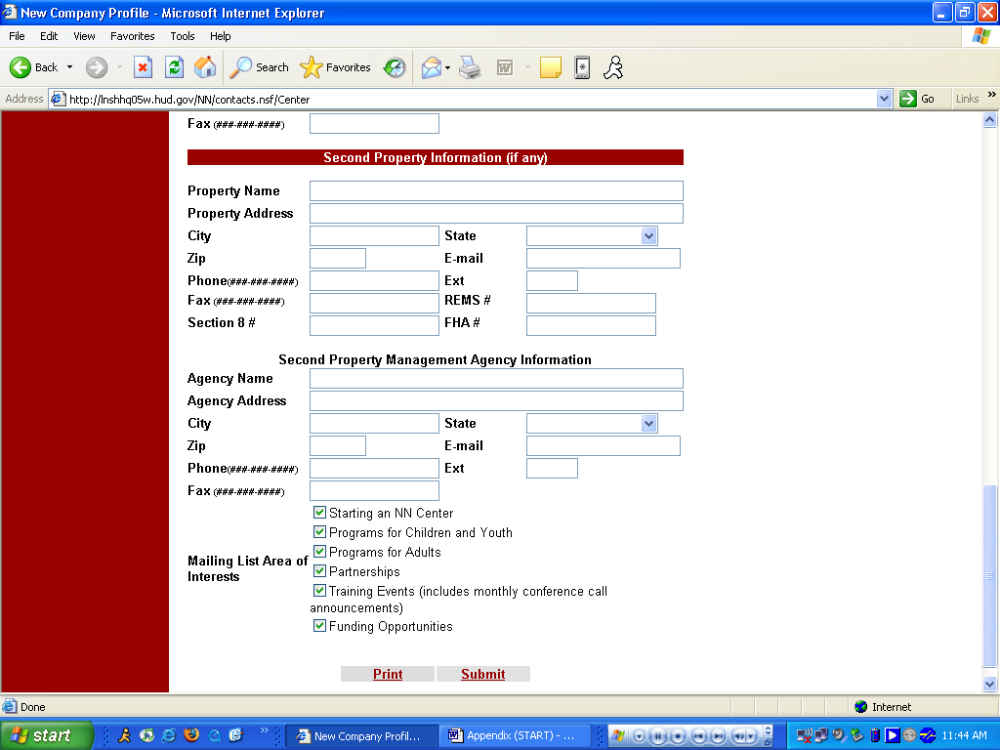 New Company Profile - Microsoft Internet Explorer
File Edit View Favorites Tools Help
Back Search Favorites
Address http://lnshhq05w.hud.gov/NN/contacts.nsf/Center Go Links »
Fax (###-###-####)
Second Property Information (if any)
Property Name
Property Address
City State
Zip E-mail
Phone(###-###-####) Ext
Fax (###-###-####) REMS #
Section 8 # FHA #
Second Property Management Agency Information
Agency Name
Agency Address
City State
Zip E-mail
Phone(###-###-####) Ext
Fax (###-###-####)
Mailing List Area of
Interests
Starting an NN Center
Programs for Children and Youth
Programs for Adults
Partnerships
Training Events (includes monthly conference call
announcements)
Funding Opportunities
Print Submit
Done Internet
start » New Company Profil... Appendix (START) - ... 11:44 AM